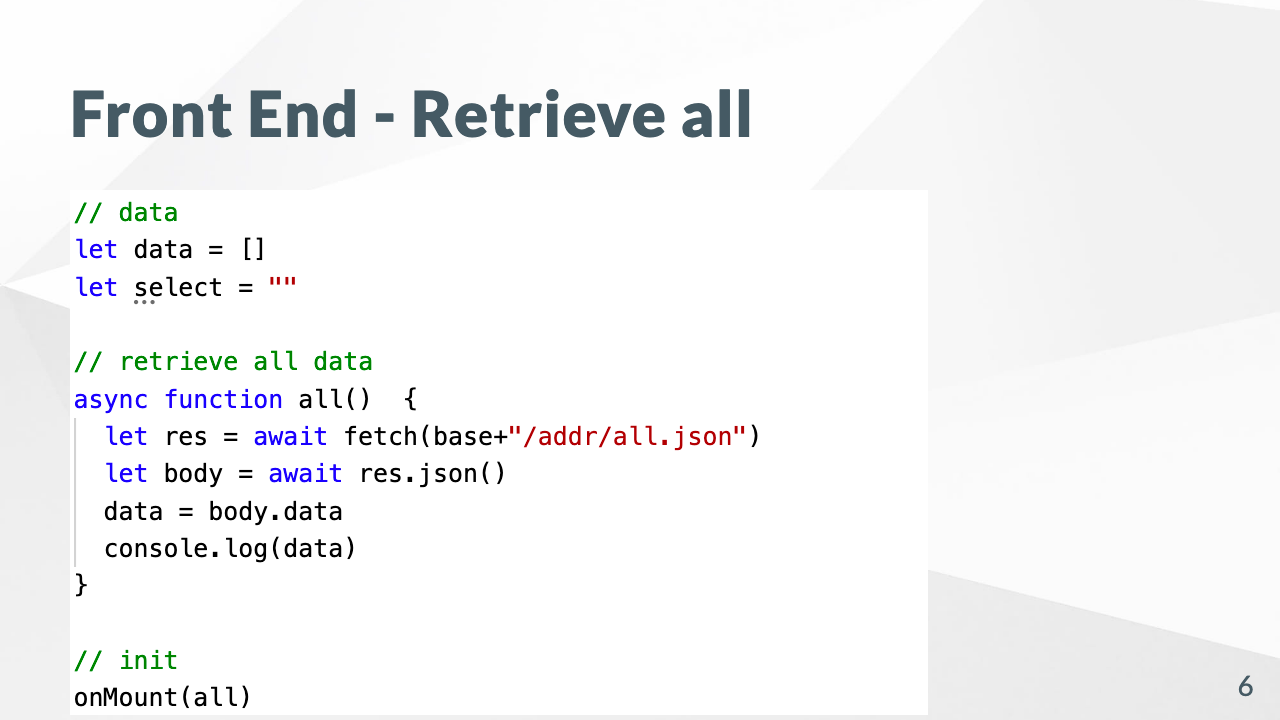 Front End - Retrieve all
// data
let data = []
let select = ""
// retrieve all data
async function all()  {
  let res = await fetch(base+"/addr/all.json")
  let body = await res.json()
  data = body.data
  console.log(data)
}
// init
onMount(all)
6